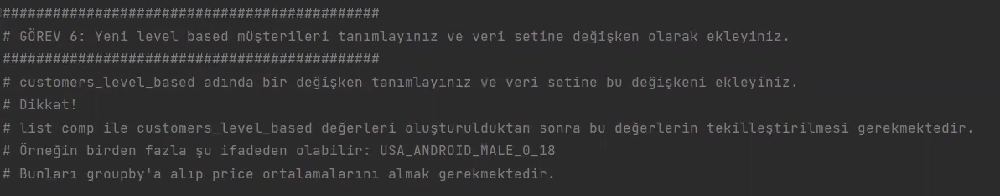 #############################################
# GÖREV 6: Yeni level based müşterileri tanımlayınız ve veri setine değişken olarak ekleyiniz.
#############################################
# customers_level_based adında bir değişken tanımlayınız ve veri setine bu değişkeni ekleyiniz.
# Dikkat!
# list comp ile customers_level_based değerleri oluşturulduktan sonra bu değerlerin tekilleştirilmesi gerekmektedir.
# Örneğin birden fazla şu ifadeden olabilir: USA_ANDROID_MALE_0_18
# Bunları groupby'a alıp price ortalamalarını almak gerekmektedir.